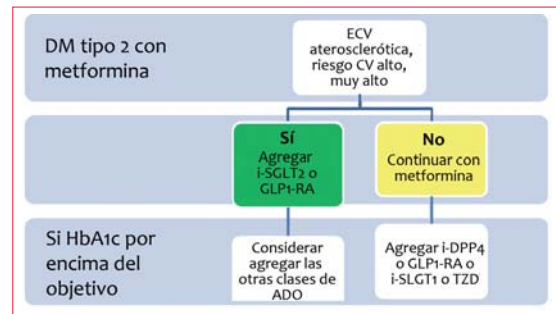 DM tipo 2 con
metformina
ECV
aterosclerótica,
riesgo CV alto,
muy alto
Sí
Agregar
i-SGLT2 o
GLP1-RA
No
Continuar con
metformina
Si HbA1c por
encima del
objetivo
Considerar
agregar las
otras clases de
ADO
Agregar i-DPP4
o GLP1-RA o
i-SLGT1 o TZD